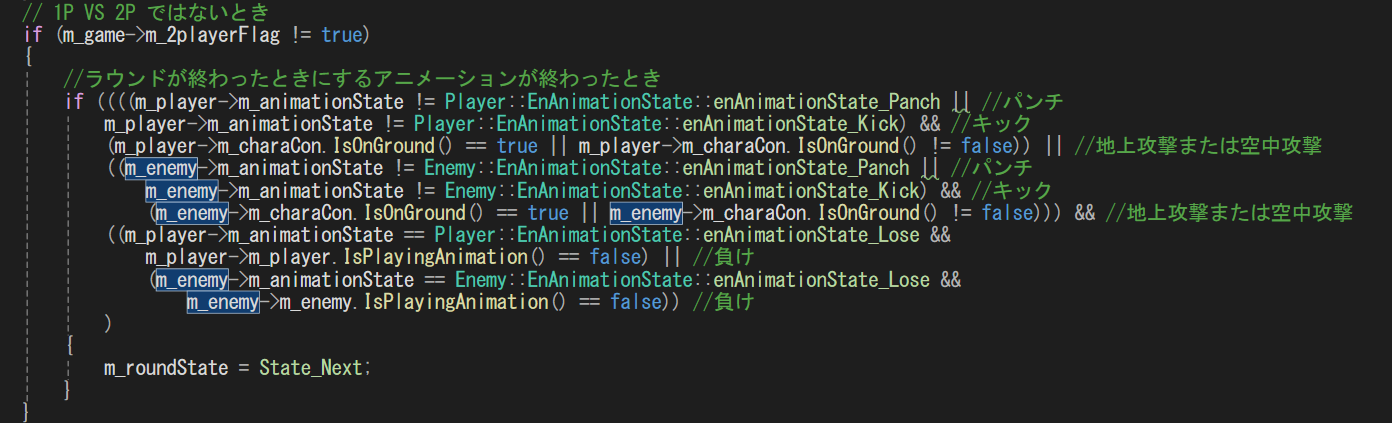 // 1P VS 2P ではないとき
if (m_game->m_2playerFlag != true)
{
//ラウンドが終わったときにするアニメーションが終わったとき
if ((((m_player->m_animationState != Player::EnAnimationState::enAnimationState_Panch || //パンチ
m_player->m_animationState != Player::EnAnimationState::enAnimationState_Kick) && //キック
(m_player->m_charaCon.IsOnGround() == true || m_player->m_charaCon.IsOnGround() != false)) || //地上攻撃または空中攻撃
((m_enemy->m_animationState != Enemy::EnAnimationState::enAnimationState_Panch || //パンチ
m_enemy->m_animationState != Enemy::EnAnimationState::enAnimationState_Kick) && //キック
(m_enemy->m_charaCon.IsOnGround() == true || m_enemy->m_charaCon.IsOnGround() != false))) && //地上攻撃または空中攻撃
((m_player->m_animationState == Player::EnAnimationState::enAnimationState_Lose &&
m_player->m_player.IsPlayingAnimation() == false) || //負け
(m_enemy->m_animationState == Enemy::EnAnimationState::enAnimationState_Lose &&
m_enemy->m_enemy.IsPlayingAnimation() == false)) //負け
)
{
m_roundState = State_Next;
}
}